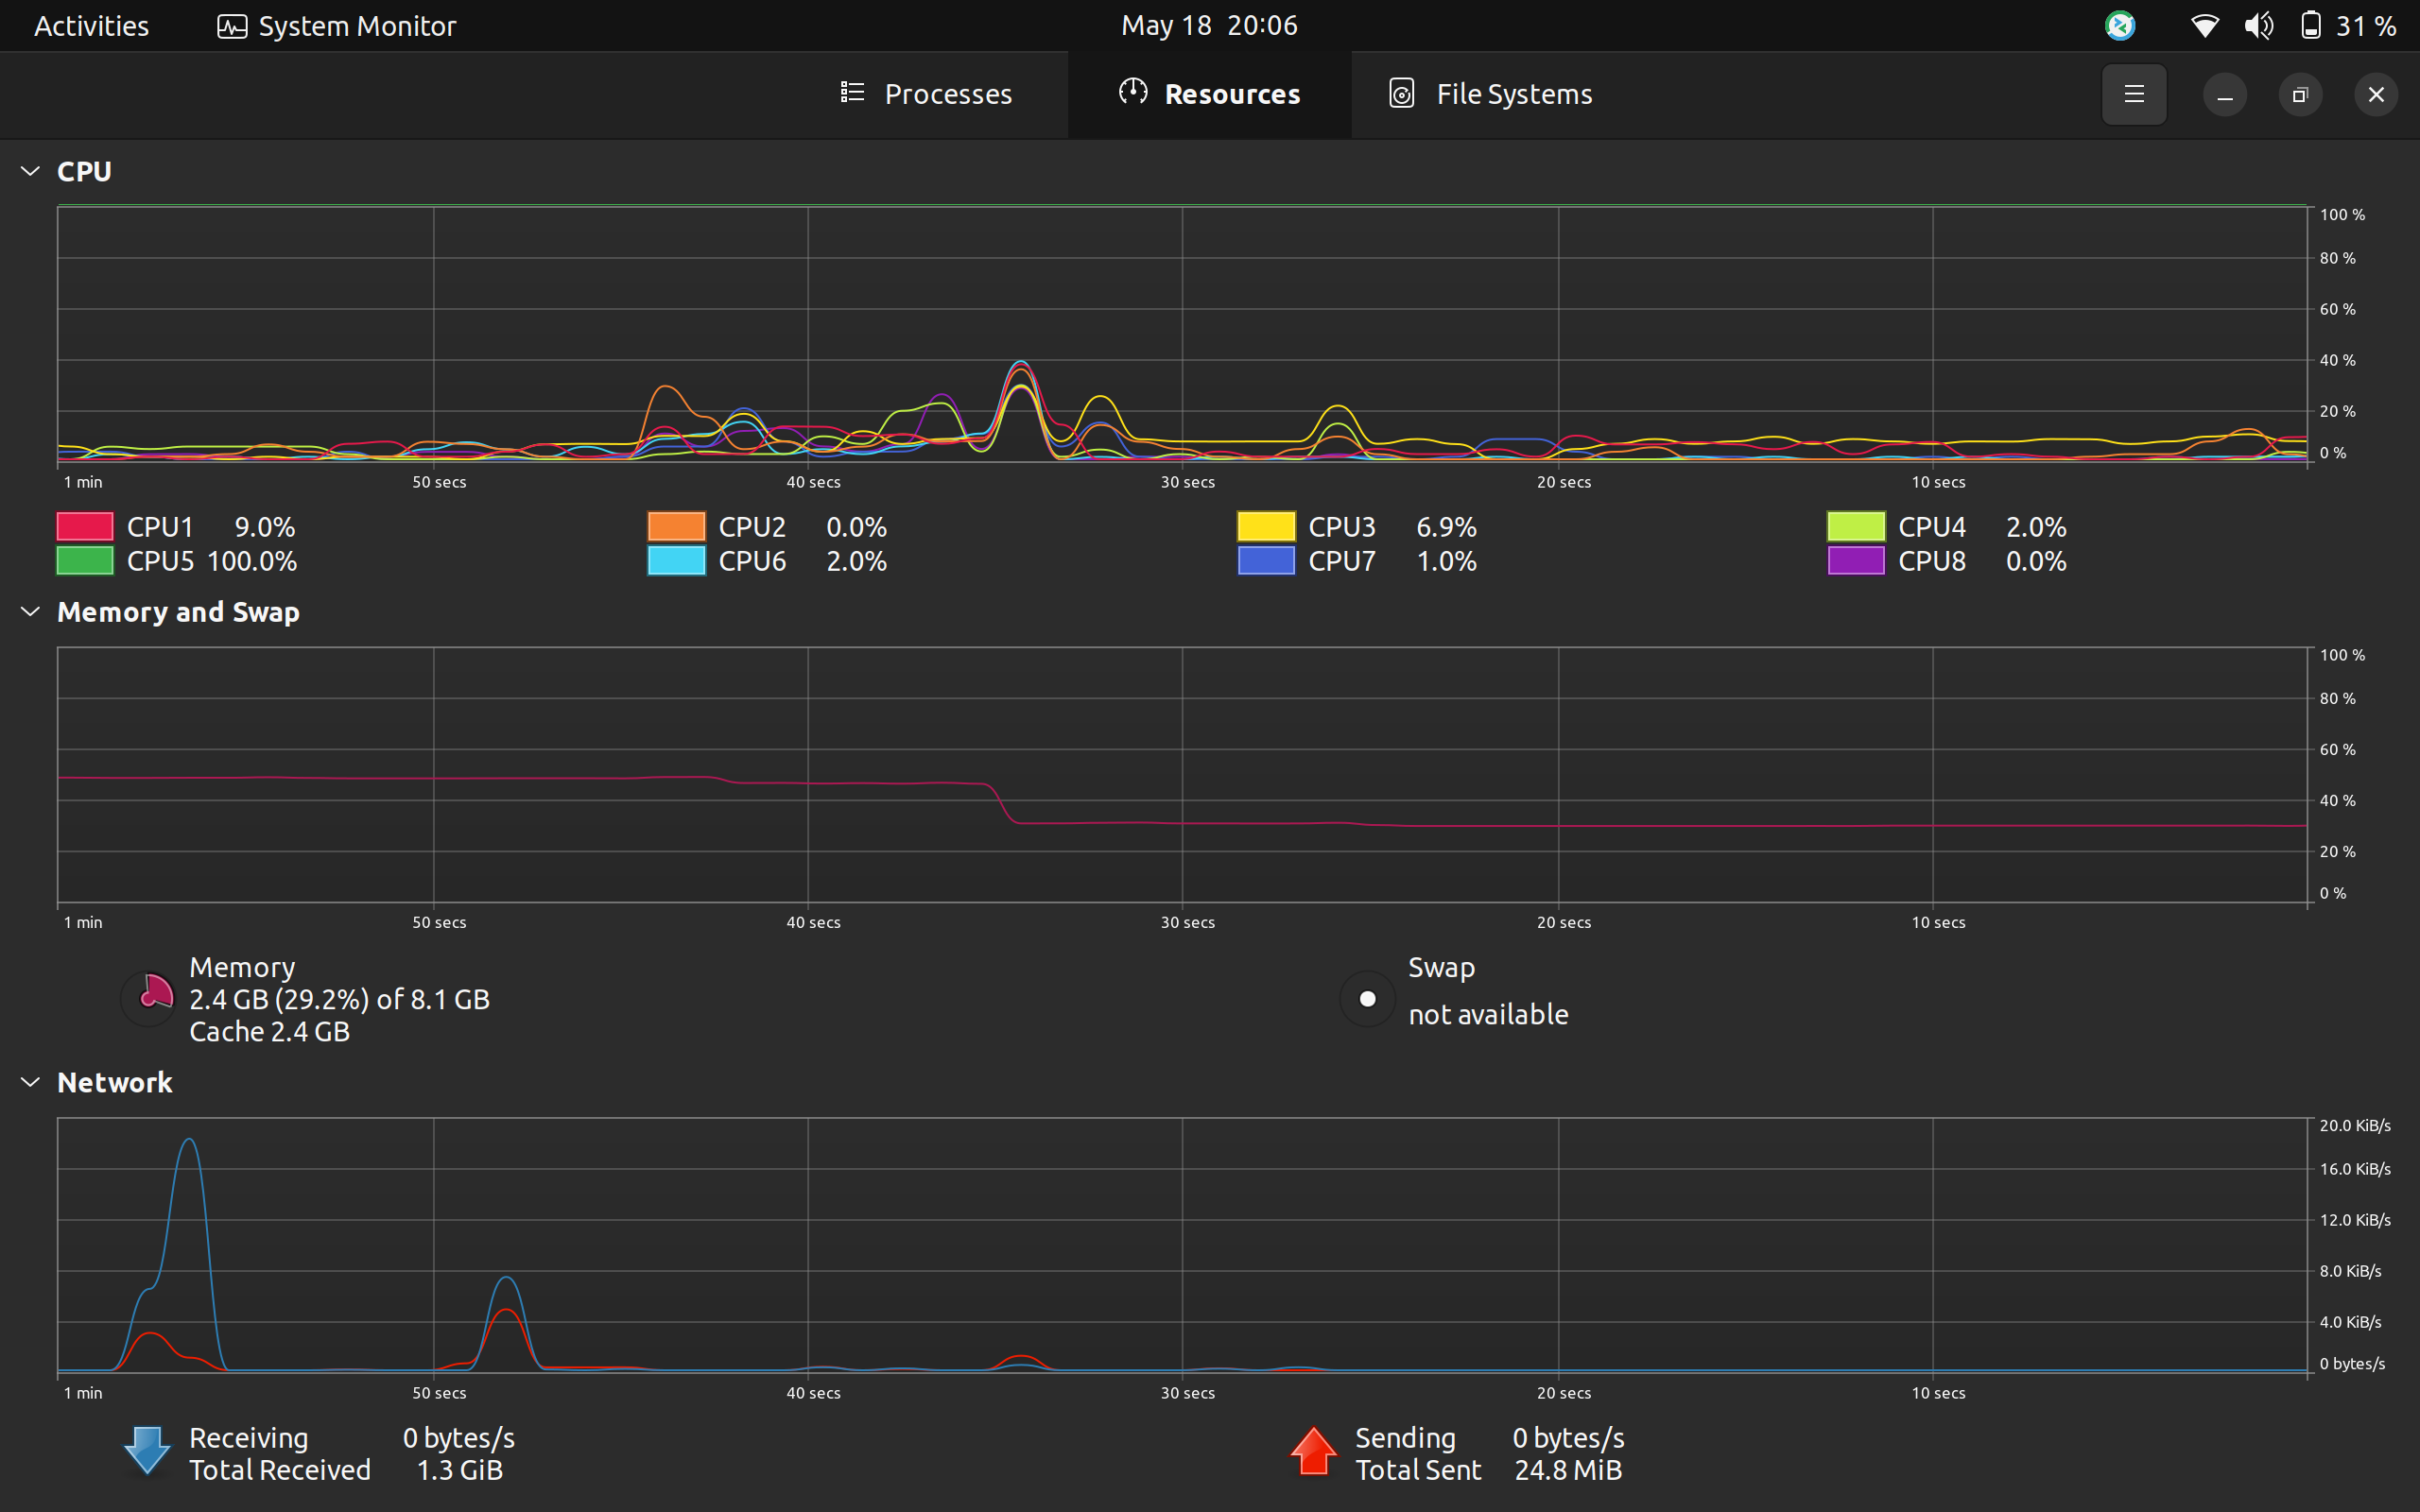 Activities System Monitor May 18 20:06 31 %
Processes Resources File Systems
CPU
100 %
80 %
60 %
40 %
20 %
0 %
1 min 50 secs 40 secs 30 secs 20 secs 10 secs
CPU1 9.0% CPU2 0.0% CPU3 6.9% CPU4 2.0%
CPU5 100.0% CPU6 2.0% CPU7 1.0% CPU8 0.0%
Memory and Swap
100 %
80 %
60 %
40 %
20 %
0 %
1 min 50 secs 40 secs 30 secs 20 secs 10 secs
Memory
2.4 GB (29.2%) of 8.1 GB
Cache 2.4 GB
Swap
not available
Network
20.0 KiB/s
16.0 KiB/s
12.0 KiB/s
8.0 KiB/s
4.0 KiB/s
0 bytes/s
1 min 50 secs 40 secs 30 secs 20 secs 10 secs
Receiving 0 bytes/s
Total Received 1.3 GiB
Sending 0 bytes/s
Total Sent 24.8 MiB